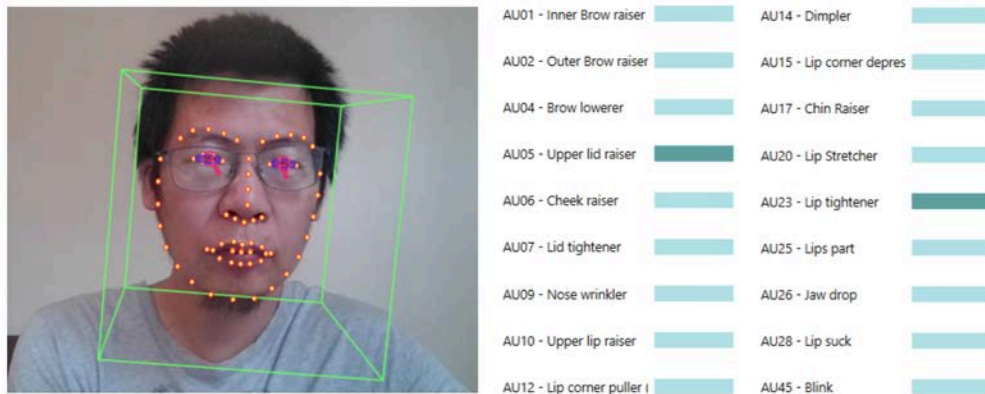 AU01 - Inner Brow raiser
AU02 - Outer Brow raiser
AU04 - Brow lowerer
AU05 - Upper lid raiser
AU06 - Cheek raiser
AU07 - Lid tightener
AU09 - Nose wrinkler
AU10 - Upper lip raiser
AU12 - Lip corner puller (
AU14 - Dimpler
AU15 - Lip corner depres
AU17 - Chin Raiser
AU20 - Lip Stretcher
AU23 - Lip tightener
AU25 - Lips part
AU26 - Jaw drop
AU28 - Lip suck
AU45 - Blink